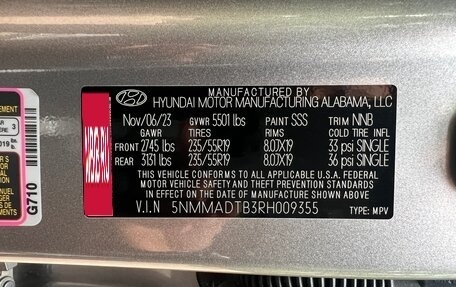 MANUFACTURED BY
HYUNDAI MOTOR MANUFACTURING ALABAMA, LLC
Nov/06/23 GVWR 5501 lbs PAINT SSS TRIM NNB
GAWR TIRES RIMS COLD TIRE INFL
FRONT 2745 lbs 235/55R19 8.0JX19 33 psi SINGLE
REAR 3131 lbs 235/55R19 8.0JX19 36 psi SINGLE
THIS VEHICLE CONFORMS TO ALL APPLICABLE U.S.A. FEDERAL
MOTOR VEHICLE SAFETY AND THEFT PREVENTION STANDARDS
IN EFFECT ON THE DATE OF MANUFACTURE SHOWN ABOVE.
V.I.N 5NMMADTB3RH009355 TYPE: MPV
G710
3